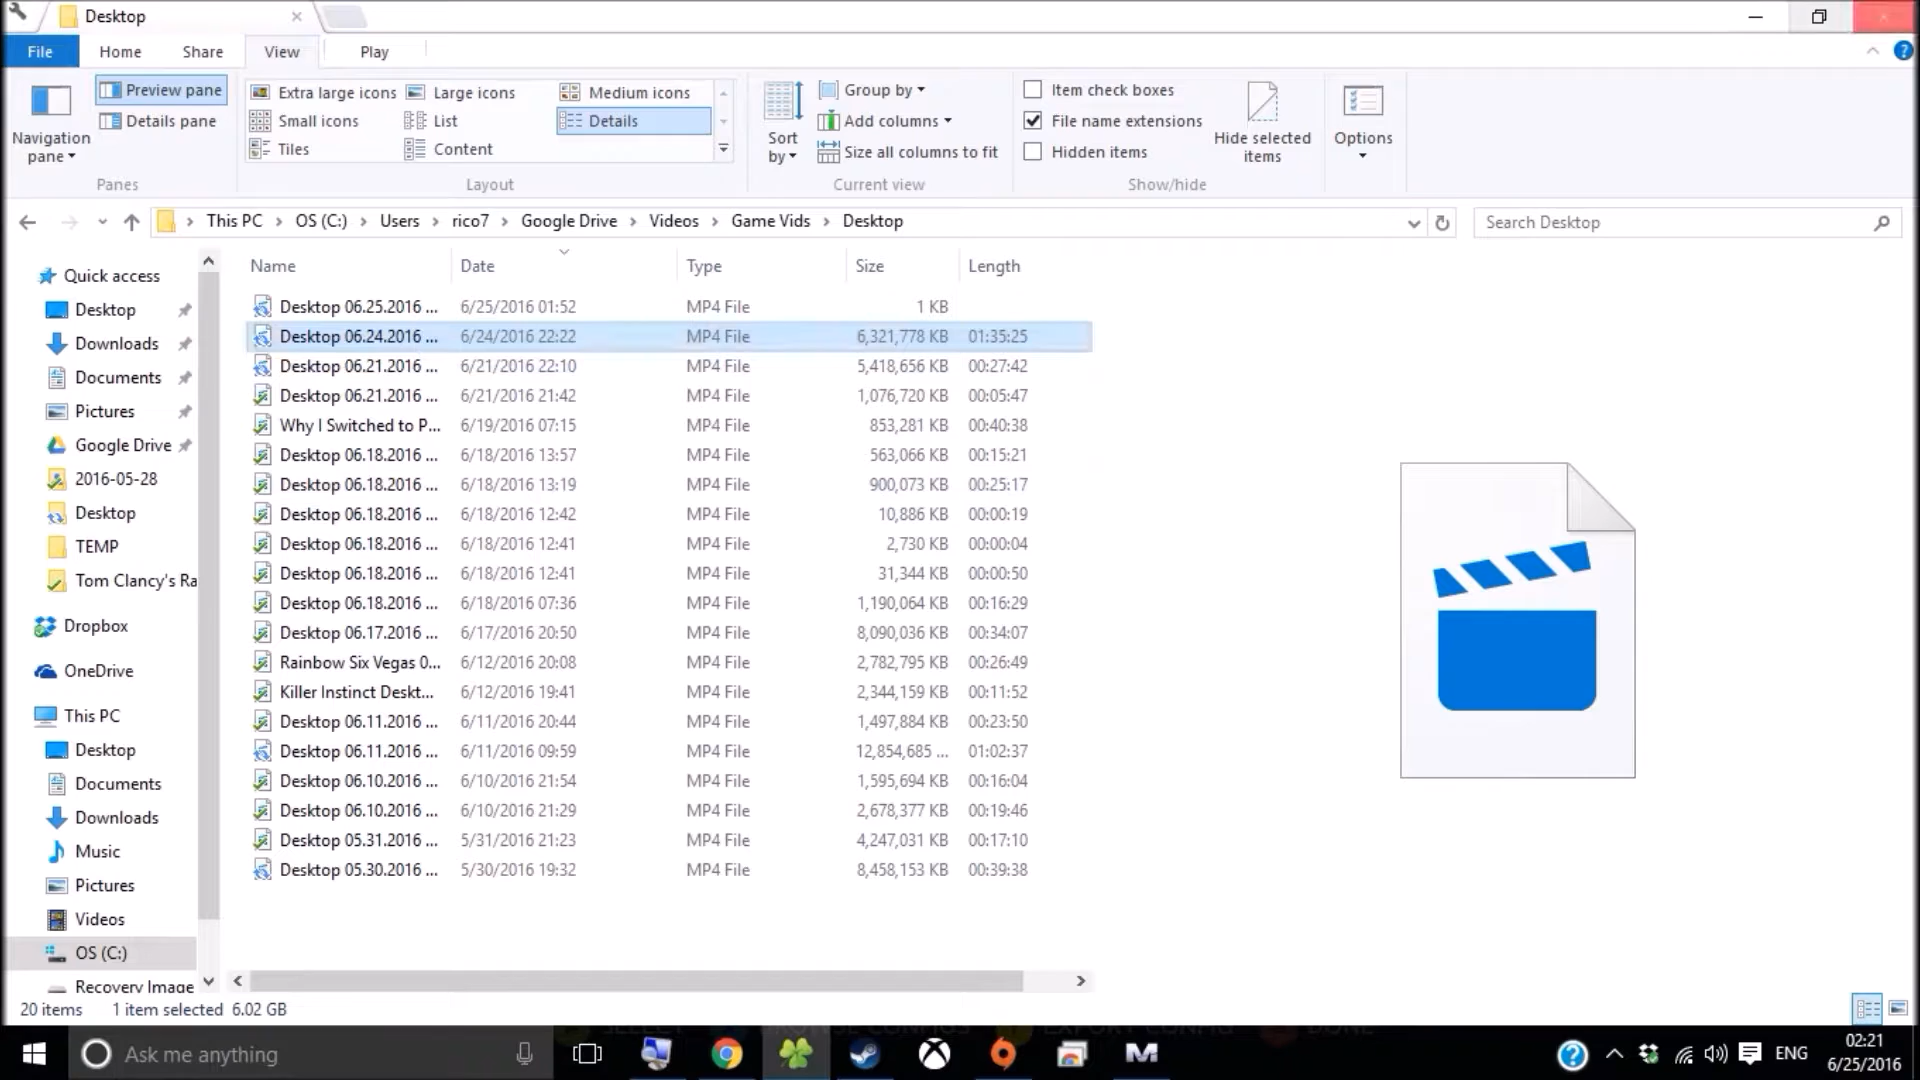 Desktop
File Home Share View Play
Navigation pane
Preview pane
Details pane
Panes
Extra large icons Large icons Medium icons
Small icons List Details
Tiles Content
Layout
Sort by
Group by
Add columns
Size all columns to fit
Current view
Item check boxes
File name extensions
Hidden items
Hide selected items
Show/hide
Options
This PC OS (C:) Users rico7 Google Drive Videos Game Vids Desktop
Search Desktop
Quick access
Desktop
Downloads
Documents
Pictures
Google Drive
2016-05-28
Desktop
TEMP
Tom Clancy's Ra
Dropbox
OneDrive
This PC
Desktop
Documents
Downloads
Music
Pictures
Videos
OS (C:)
Recovery Image
Name Date Type Size Length
Desktop 06.25.2016 ... 6/25/2016 01:52 MP4 File 1 KB
Desktop 06.24.2016 ... 6/24/2016 22:22 MP4 File 6,321,778 KB 01:35:25
Desktop 06.21.2016 ... 6/21/2016 22:10 MP4 File 5,418,656 KB 00:27:42
Desktop 06.21.2016 ... 6/21/2016 21:42 MP4 File 1,076,720 KB 00:05:47
Why I Switched to P... 6/19/2016 07:15 MP4 File 853,281 KB 00:40:38
Desktop 06.18.2016 ... 6/18/2016 13:57 MP4 File 563,066 KB 00:15:21
Desktop 06.18.2016 ... 6/18/2016 13:19 MP4 File 900,073 KB 00:25:17
Desktop 06.18.2016 ... 6/18/2016 12:42 MP4 File 10,886 KB 00:00:19
Desktop 06.18.2016 ... 6/18/2016 12:41 MP4 File 2,730 KB 00:00:04
Desktop 06.18.2016 ... 6/18/2016 12:41 MP4 File 31,344 KB 00:00:50
Desktop 06.18.2016 ... 6/18/2016 07:36 MP4 File 1,190,064 KB 00:16:29
Desktop 06.17.2016 ... 6/17/2016 20:50 MP4 File 8,090,036 KB 00:34:07
Rainbow Six Vegas 0... 6/12/2016 20:08 MP4 File 2,782,795 KB 00:26:49
Killer Instinct Deskt... 6/12/2016 19:41 MP4 File 2,344,159 KB 00:11:52
Desktop 06.11.2016 ... 6/11/2016 20:44 MP4 File 1,497,884 KB 00:23:50
Desktop 06.11.2016 ... 6/11/2016 09:59 MP4 File 12,854,685 ... 01:02:37
Desktop 06.10.2016 ... 6/10/2016 21:54 MP4 File 1,595,694 KB 00:16:04
Desktop 06.10.2016 ... 6/10/2016 21:29 MP4 File 2,678,377 KB 00:19:46
Desktop 05.31.2016 ... 5/31/2016 21:23 MP4 File 4,247,031 KB 00:17:10
Desktop 05.30.2016 ... 5/30/2016 19:32 MP4 File 8,458,153 KB 00:39:38
20 items 1 item selected 6.02 GB
Ask me anything
ENG
02:21
6/25/2016